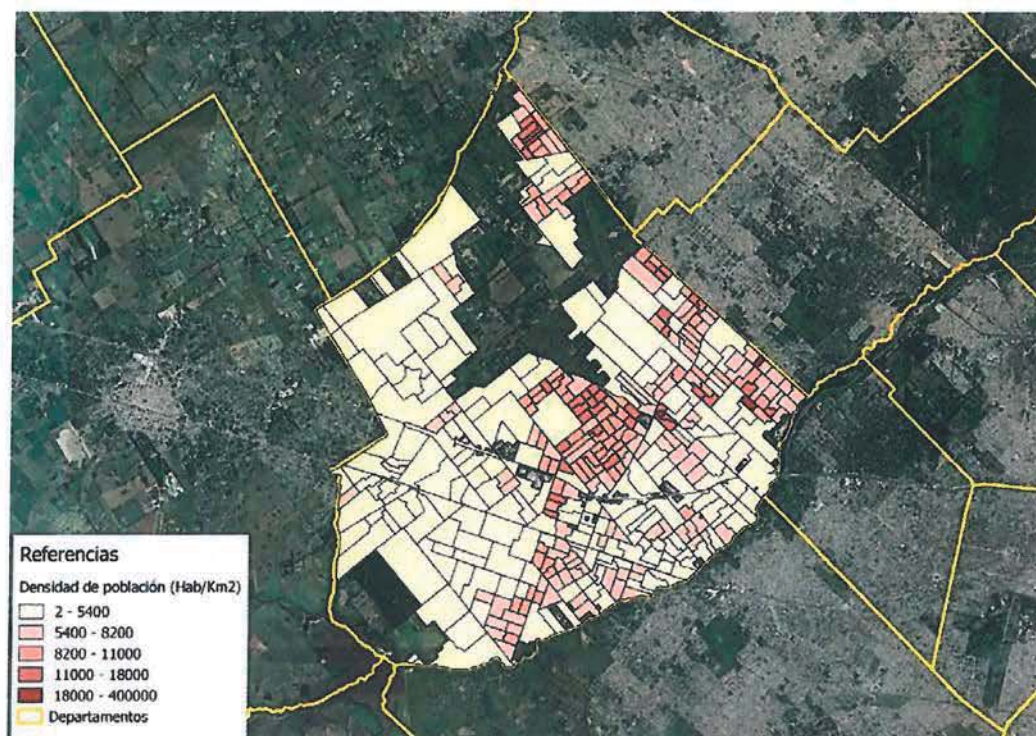 Referencias
Densidad de población (Hab/Km2)
2 - 5400
5400 - 8200
8200 - 11000
11000 - 18000
18000 - 400000
Departamentos